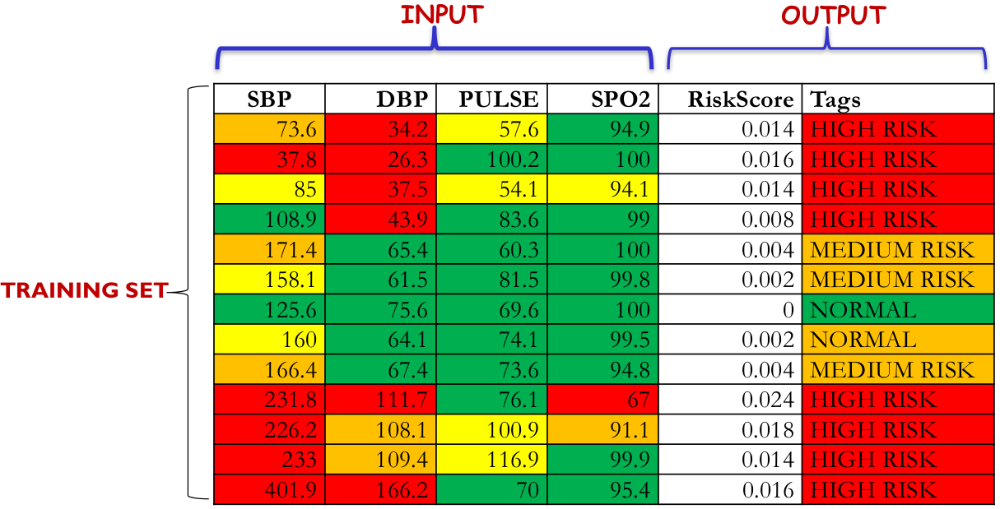 INPUT OUTPUT
SBP DBP PULSE SPO2 RiskScore Tags
73.6 34.2 57.6 94.9 0.014 HIGH RISK
37.8 26.3 100.2 100 0.016 HIGH RISK
85 37.5 54.1 94.1 0.014 HIGH RISK
108.9 43.9 83.6 99 0.008 HIGH RISK
171.4 65.4 60.3 100 0.004 MEDIUM RISK
158.1 61.5 81.5 99.8 0.002 MEDIUM RISK
TRAINING SET
125.6 75.6 69.6 100 0 NORMAL
160 64.1 74.1 99.5 0.002 NORMAL
166.4 67.4 73.6 94.8 0.004 MEDIUM RISK
231.8 111.7 76.1 67 0.024 HIGH RISK
226.2 108.1 100.9 91.1 0.018 HIGH RISK
233 109.4 116.9 99.9 0.014 HIGH RISK
401.9 166.2 70 95.4 0.016 HIGH RISK